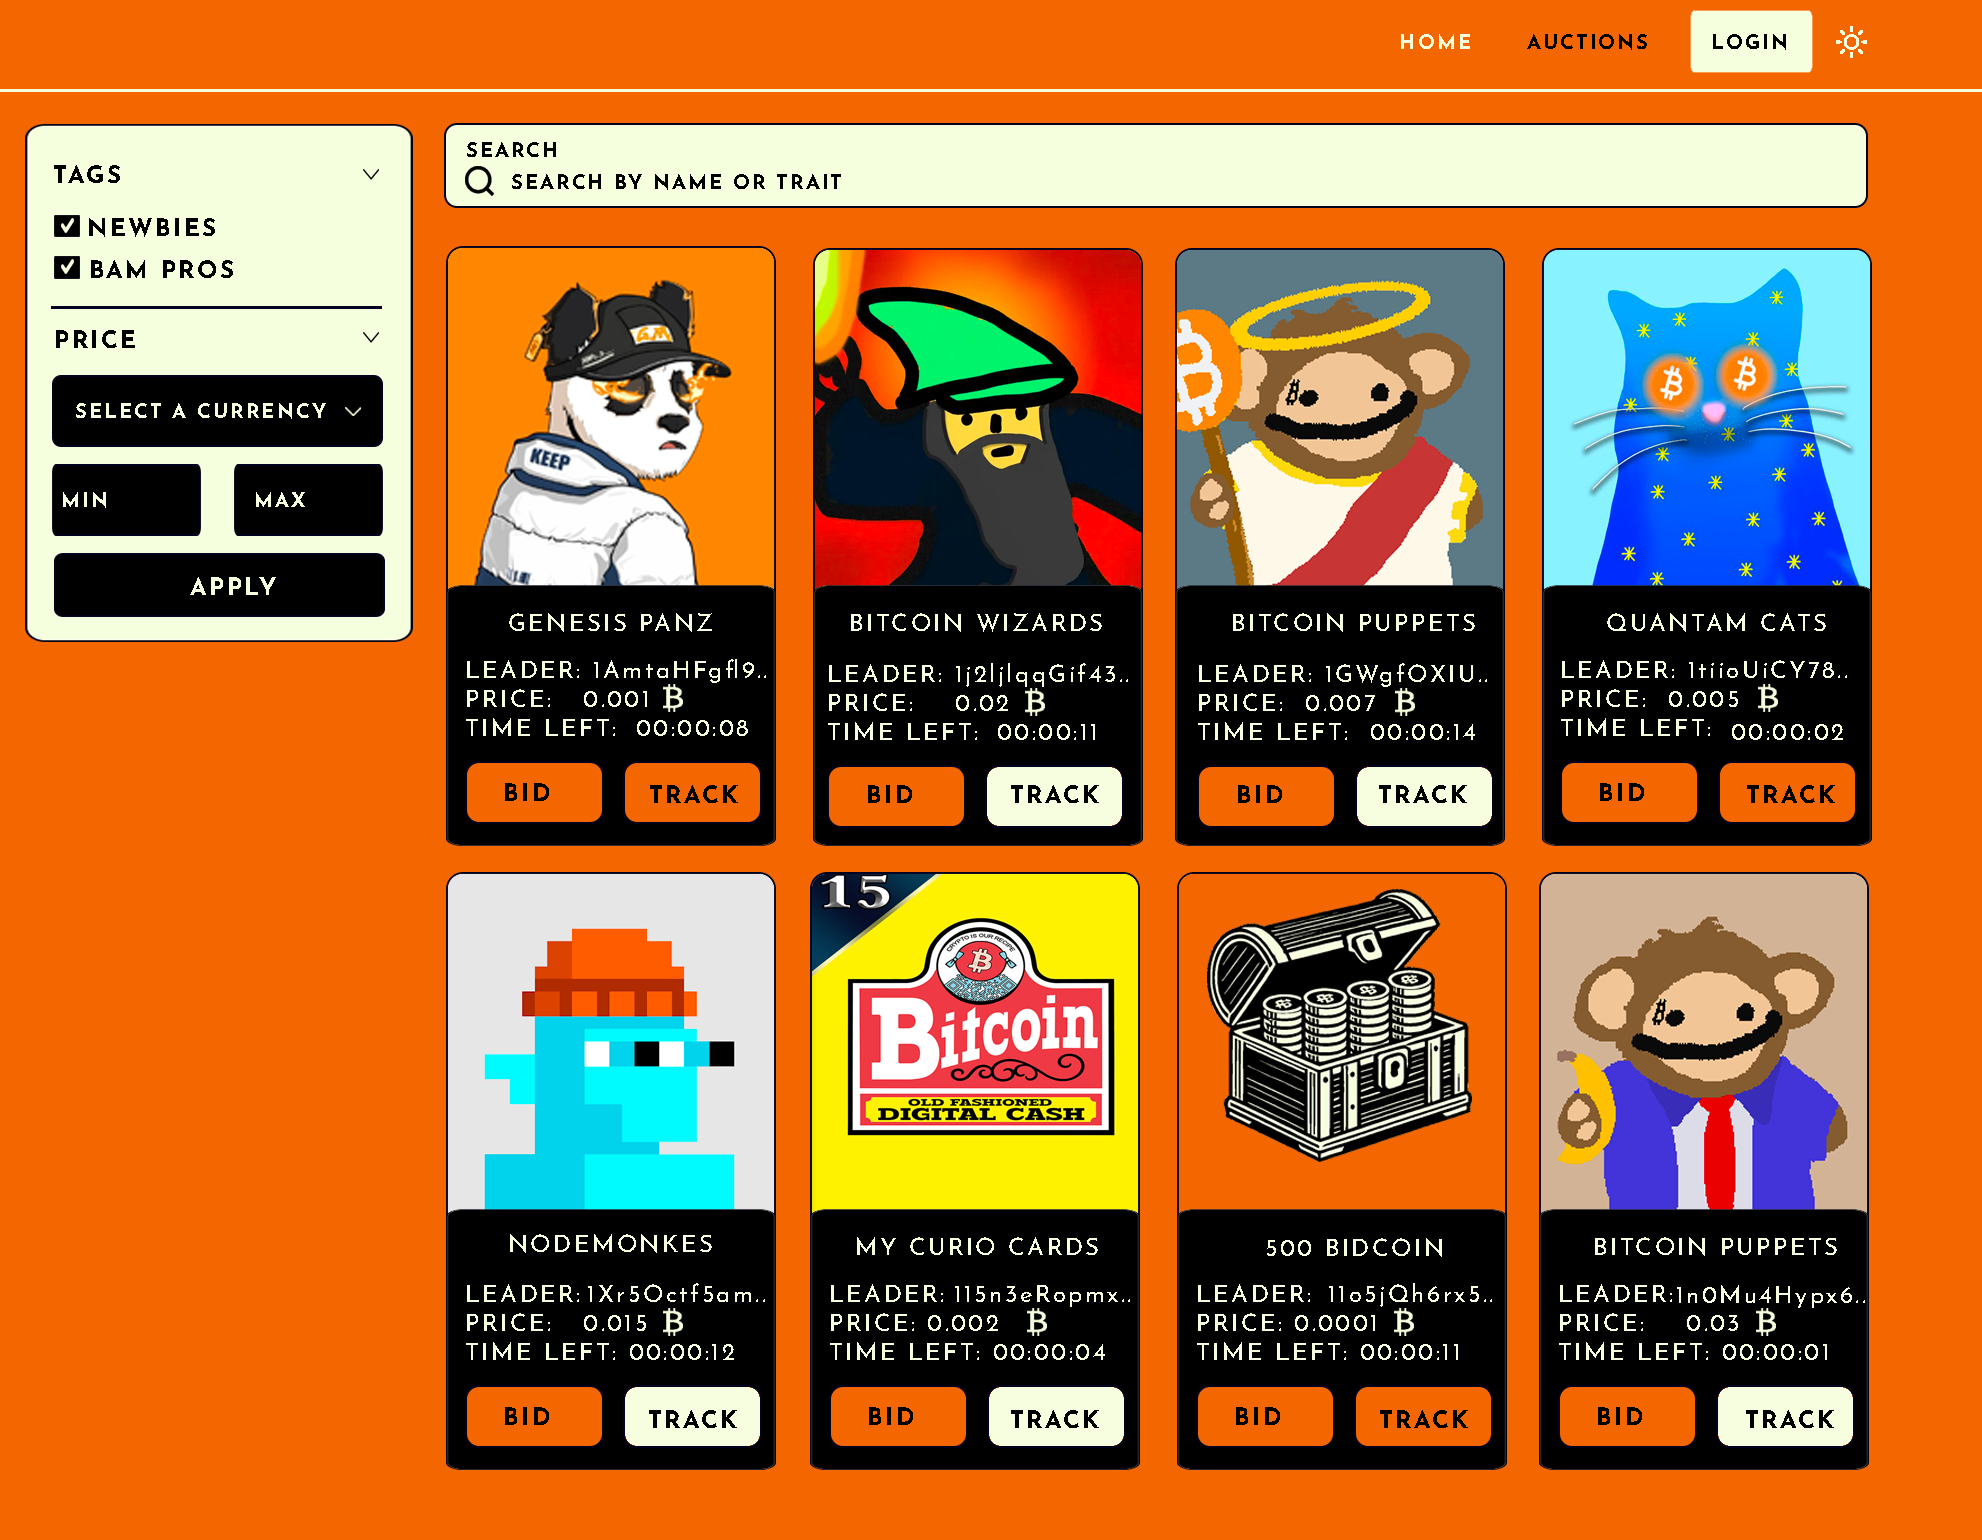 HOME AUCTIONS LOGIN
TAGS
NEWBIES
BAM PROS
PRICE
SELECT A CURRENCY
MIN MAX
APPLY
SEARCH
SEARCH BY NAME OR TRAIT
GM
KEEP
GENESIS PANZ
LEADER: 1AmtaHFgfl9..
PRICE: 0.001 ₿
TIME LEFT: 00:00:08
BID TRACK
BITCOIN WIZARDS
LEADER: 1j2ljlqqGif43..
PRICE: 0.02 ₿
TIME LEFT: 00:00:11
BID TRACK
BITCOIN PUPPETS
LEADER: 1GWgfOXIU..
PRICE: 0.007 ₿
TIME LEFT: 00:00:14
BID TRACK
QUANTAM CATS
LEADER: 1tiioUiCY78..
PRICE: 0.005 ₿
TIME LEFT: 00:00:02
BID TRACK
NODEMONKES
LEADER: 1Xr5Octf5am..
PRICE: 0.015 ₿
TIME LEFT: 00:00:12
BID TRACK
15
CRYPTO IS OUR RECIPE
Bitcoin
OLD FASHIONED
DIGITAL CASH
MY CURIO CARDS
LEADER: 115n3eRopmx..
PRICE: 0.002 ₿
TIME LEFT: 00:00:04
BID TRACK
500 BIDCOIN
LEADER: 11o5jQh6rx5..
PRICE: 0.0001 ₿
TIME LEFT: 00:00:11
BID TRACK
BITCOIN PUPPETS
LEADER:1n0Mu4Hypx6..
PRICE: 0.03 ₿
TIME LEFT: 00:00:01
BID TRACK